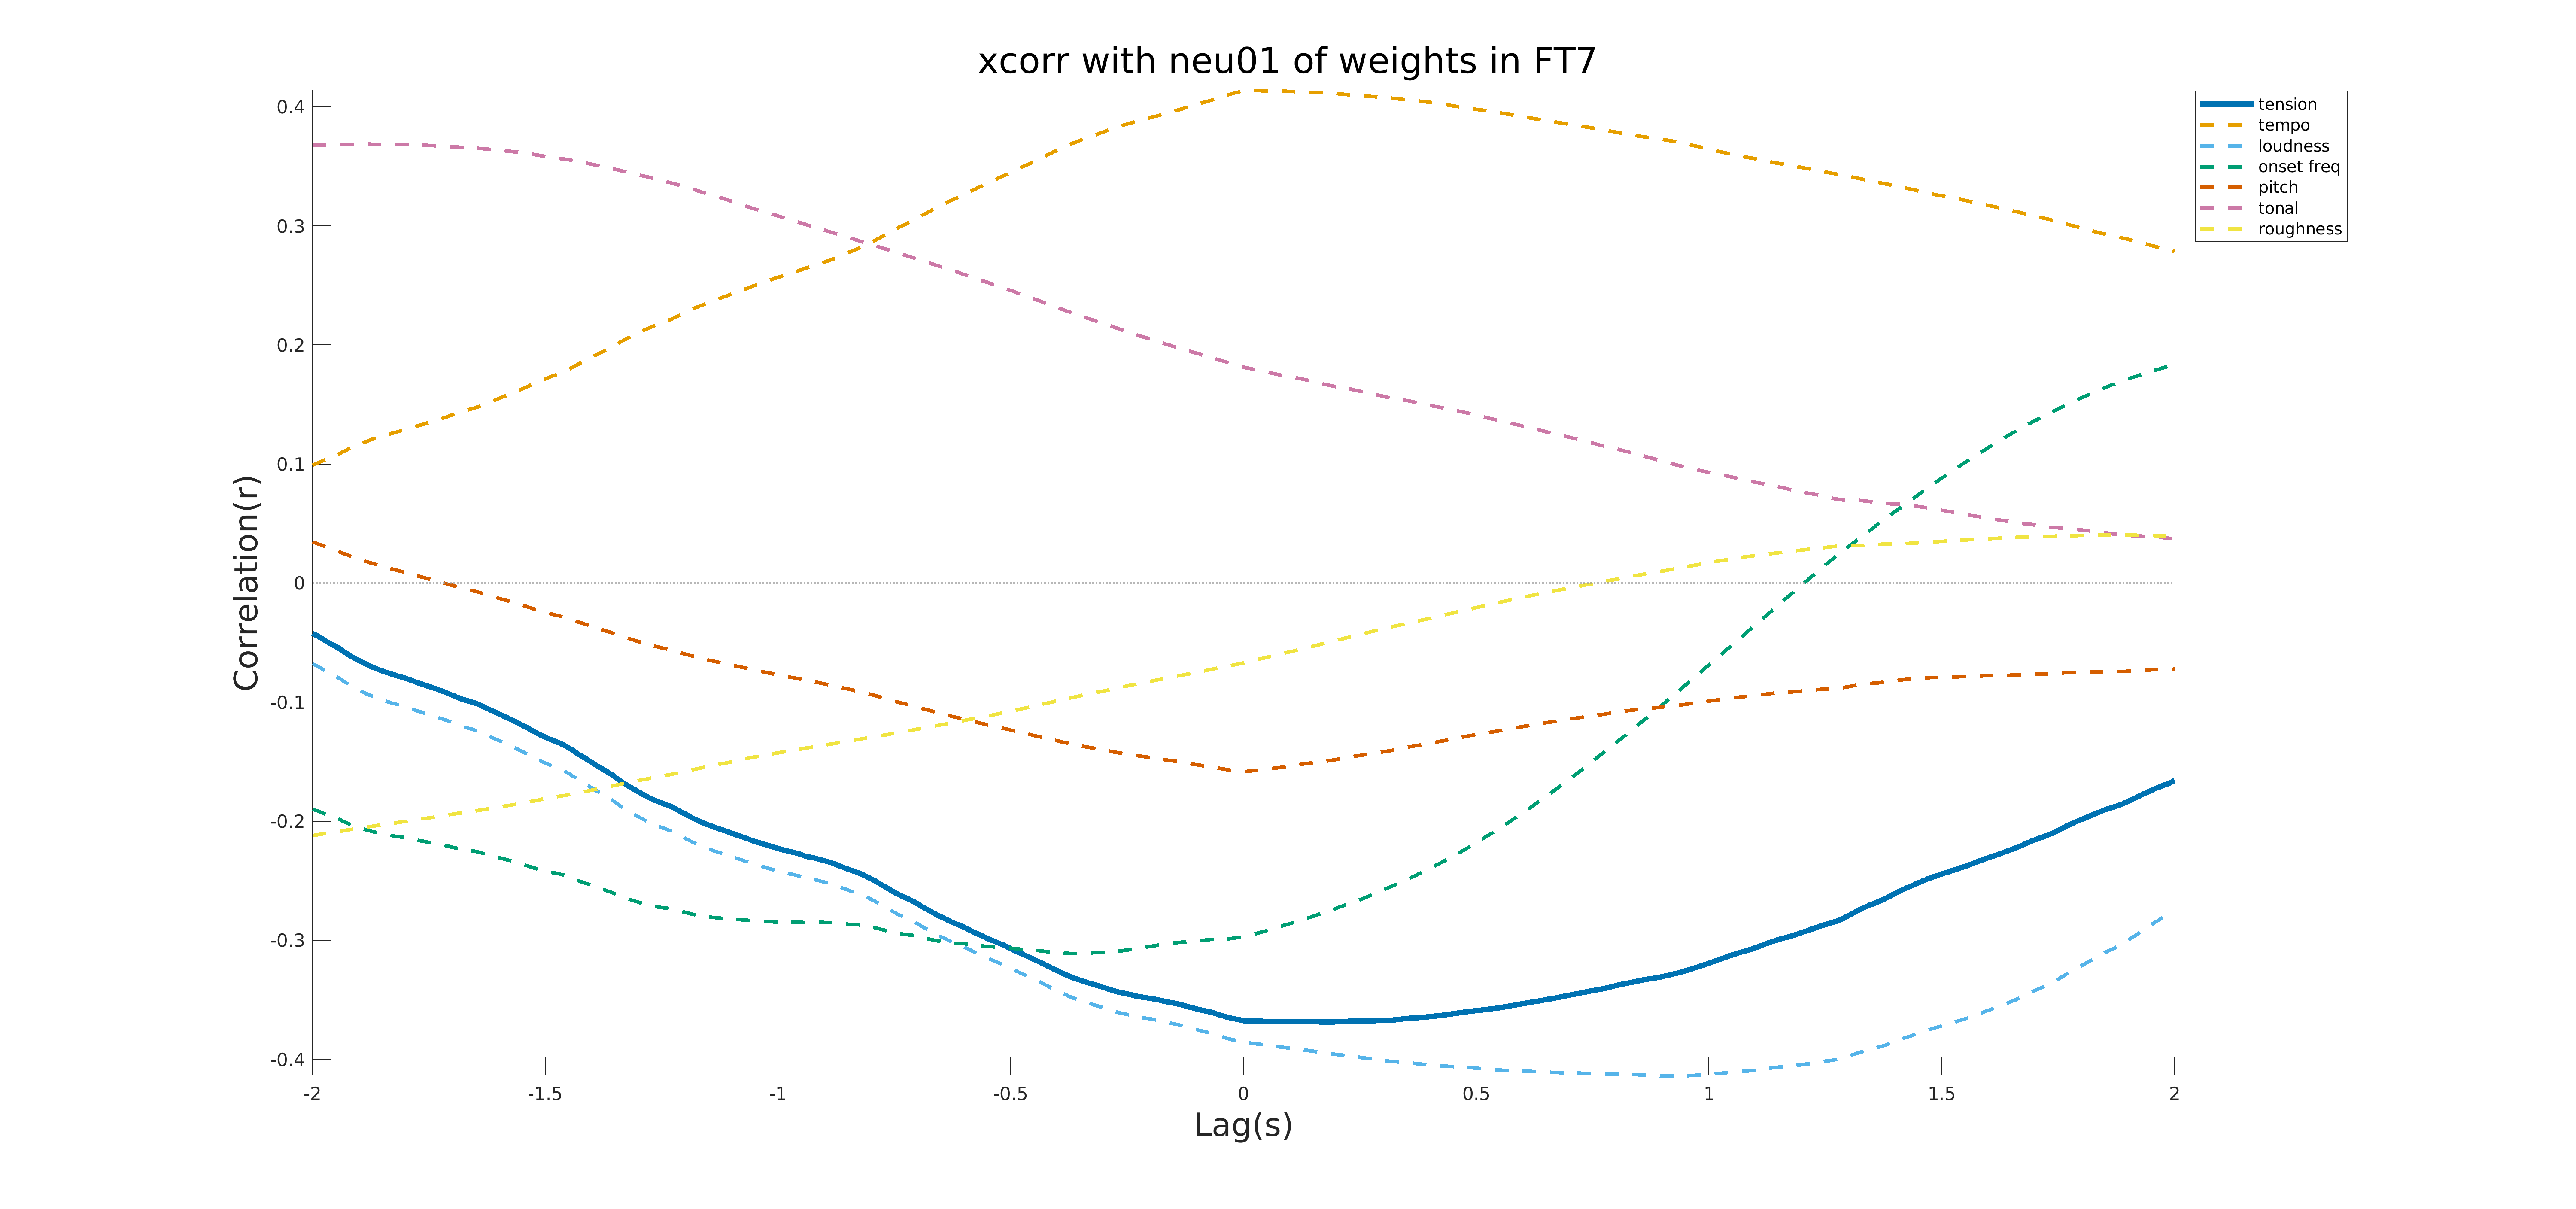 xcorr with neu01 of weights in FT7
tension
tempo
loudness
onset freq
pitch
tonal
roughness
Correlation(r)
0.4
0.3
0.2
0.1
0
-0.1
-0.2
-0.3
-0.4
-2 -1.5 -1 -0.5 0 0.5 1 1.5 2
Lag(s)